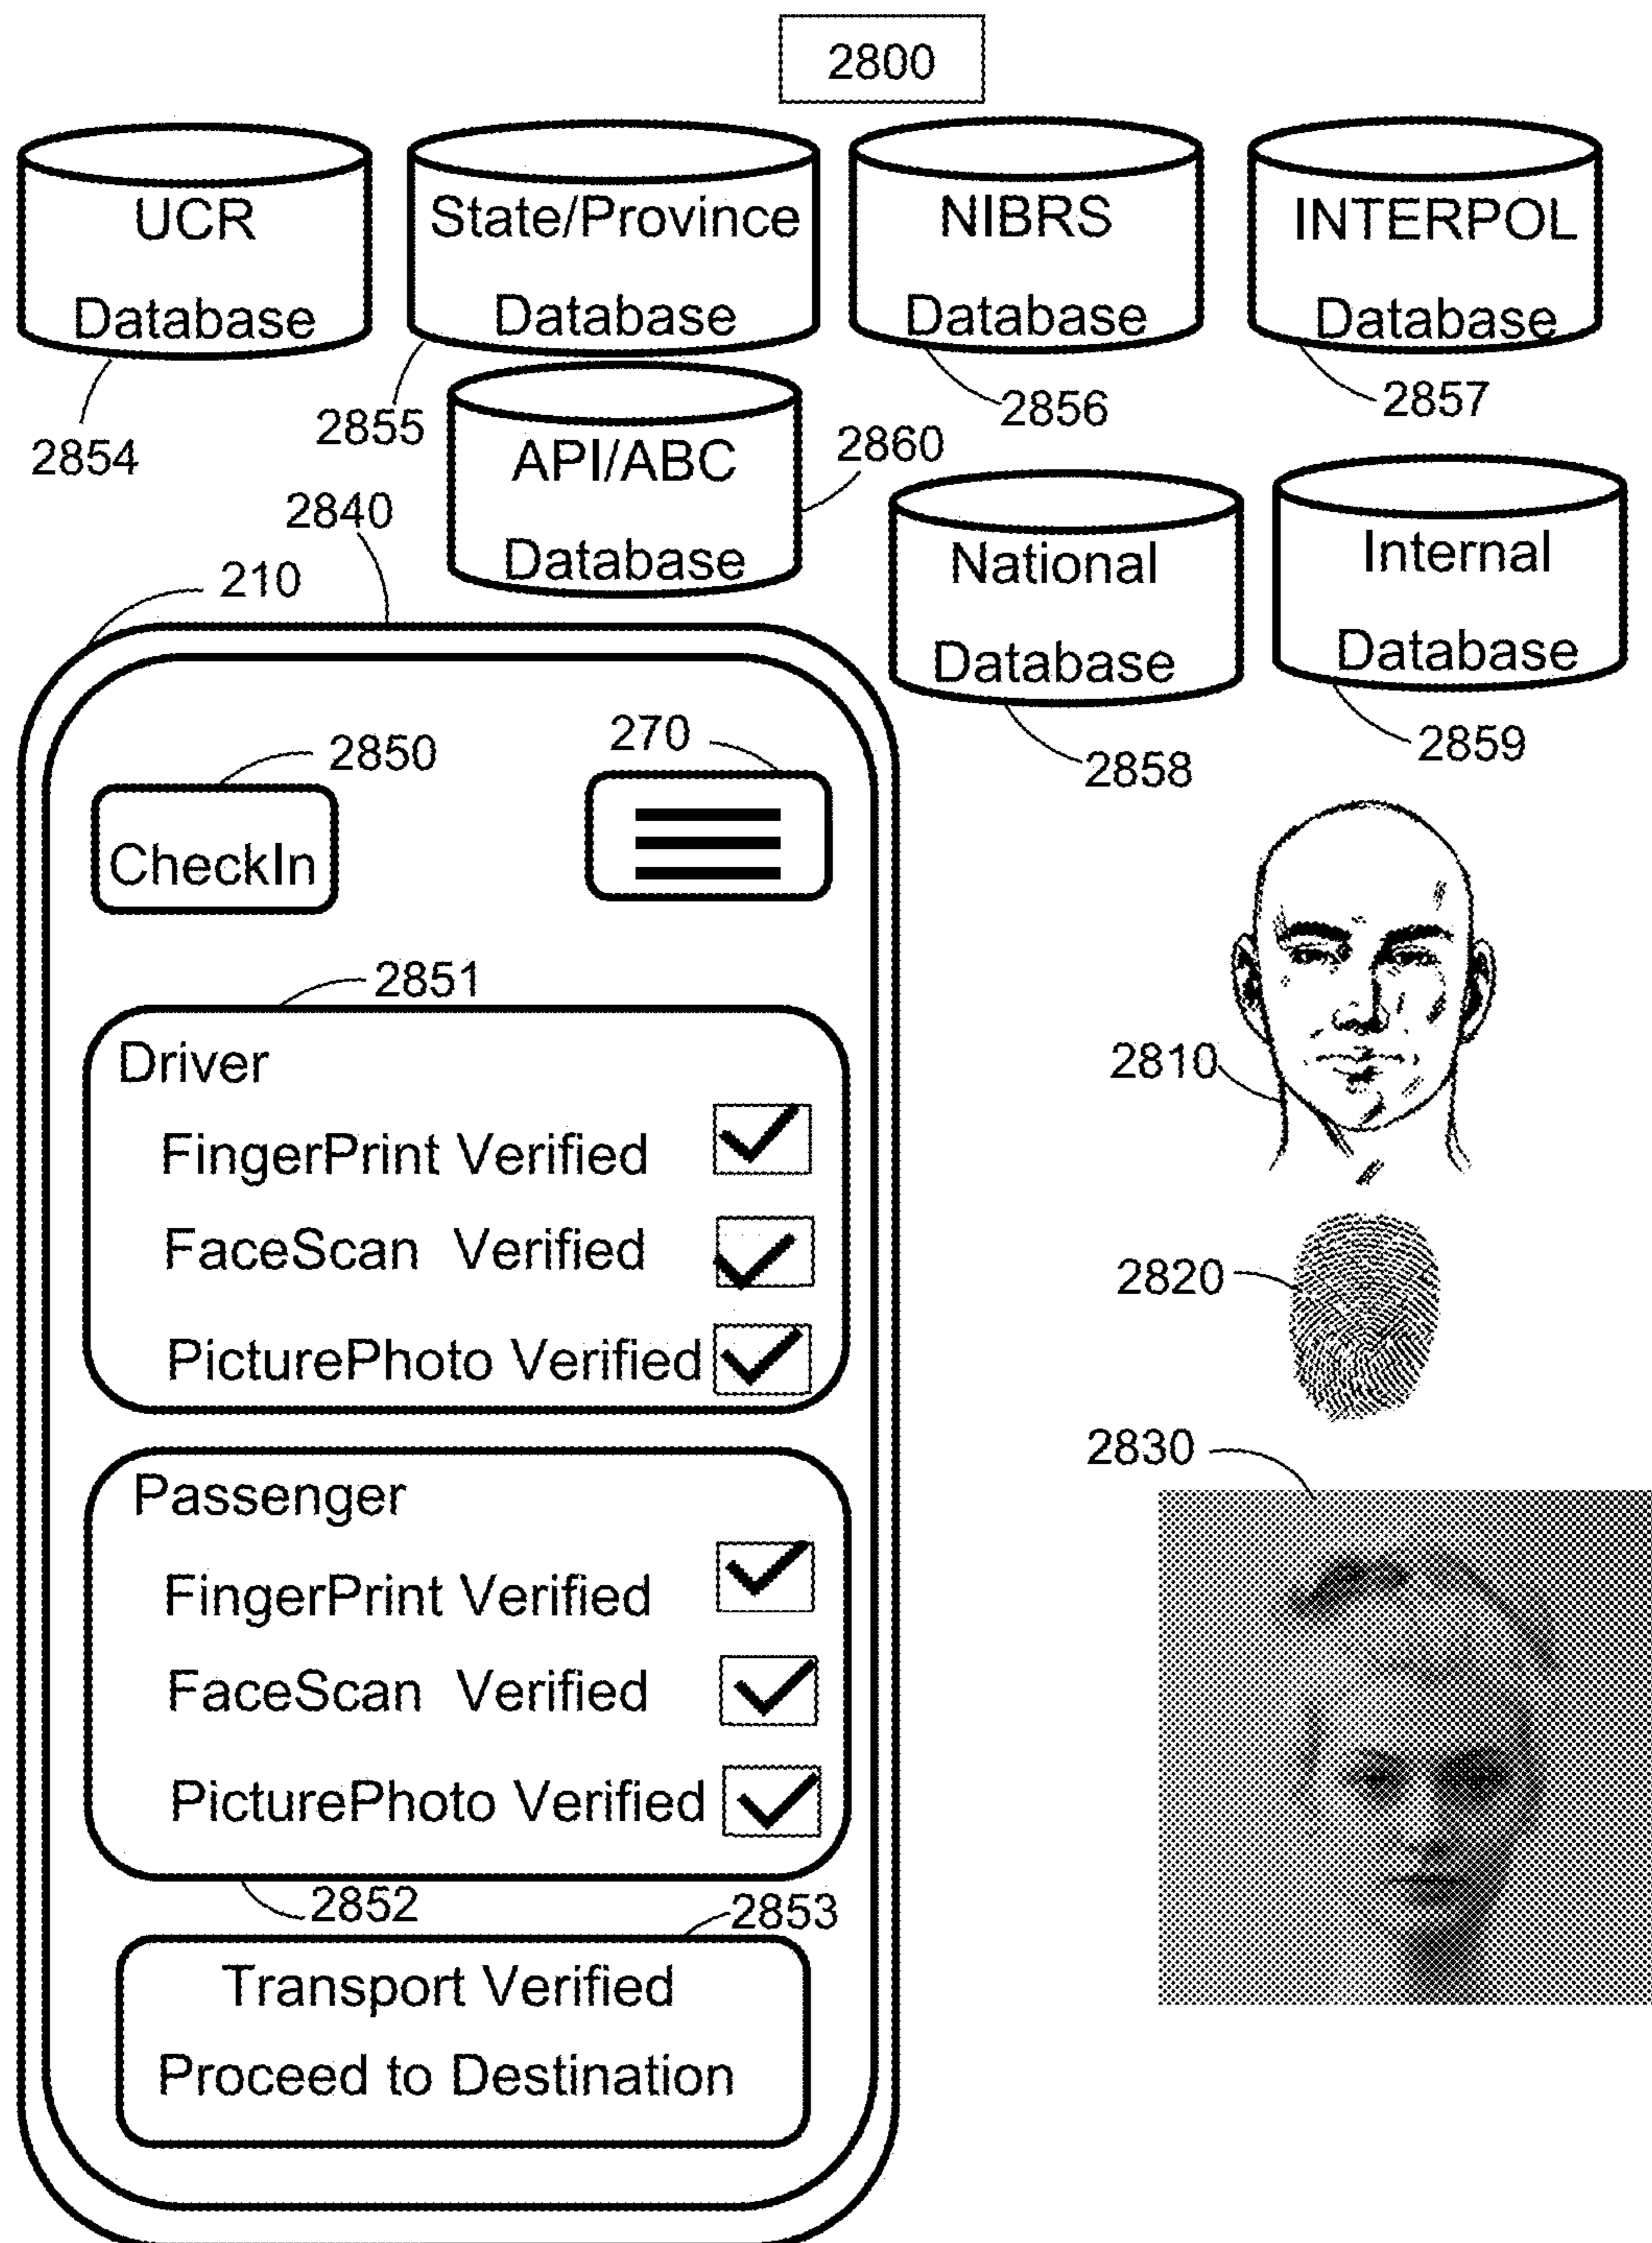 2800
UCR
Database
State/Province
Database
NIBRS
Database
INTERPOL
Database
2854
2855
2856
2857
API/ABC
Database
2860
National
Database
Internal
Database
2858
2859
2840
210
2850
270
CheckIn
2851
Driver
FingerPrint Verified
FaceScan Verified
PicturePhoto Verified
Passenger
FingerPrint Verified
FaceScan Verified
PicturePhoto Verified
2852
2853
Transport Verified
Proceed to Destination
2810
2820
2830